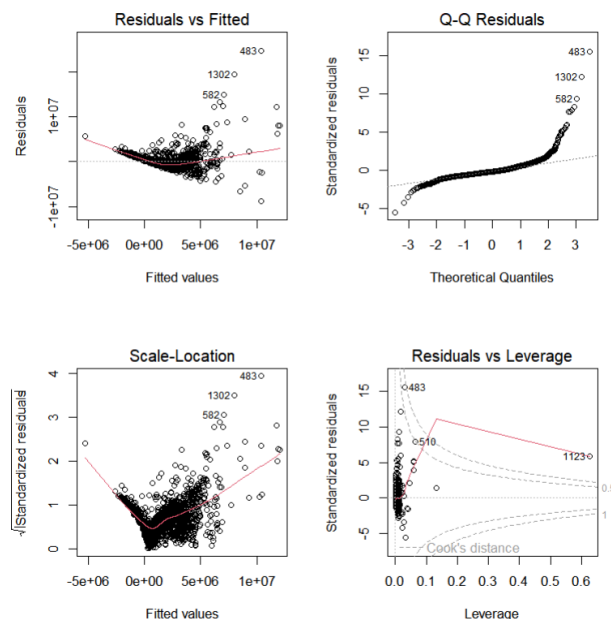 Residuals vs Fitted
Residuals
1e+07
-1e+07
483
1302
582
-5e+06 0e+00 5e+06 1e+07
Fitted values
Q-Q Residuals
Standardized residuals
15
10
5
0
-5
483
1302
582
-3 -2 -1 0 1 2 3
Theoretical Quantiles
Scale-Location
√|Standardized residuals|
4
3
2
1
0
483
1302
582
-5e+06 0e+00 5e+06 1e+07
Fitted values
Residuals vs Leverage
Standardized residuals
15
10
5
0
-5
483
510
1123
0.5
1
Cook's distance
0.0 0.1 0.2 0.3 0.4 0.5 0.6
Leverage